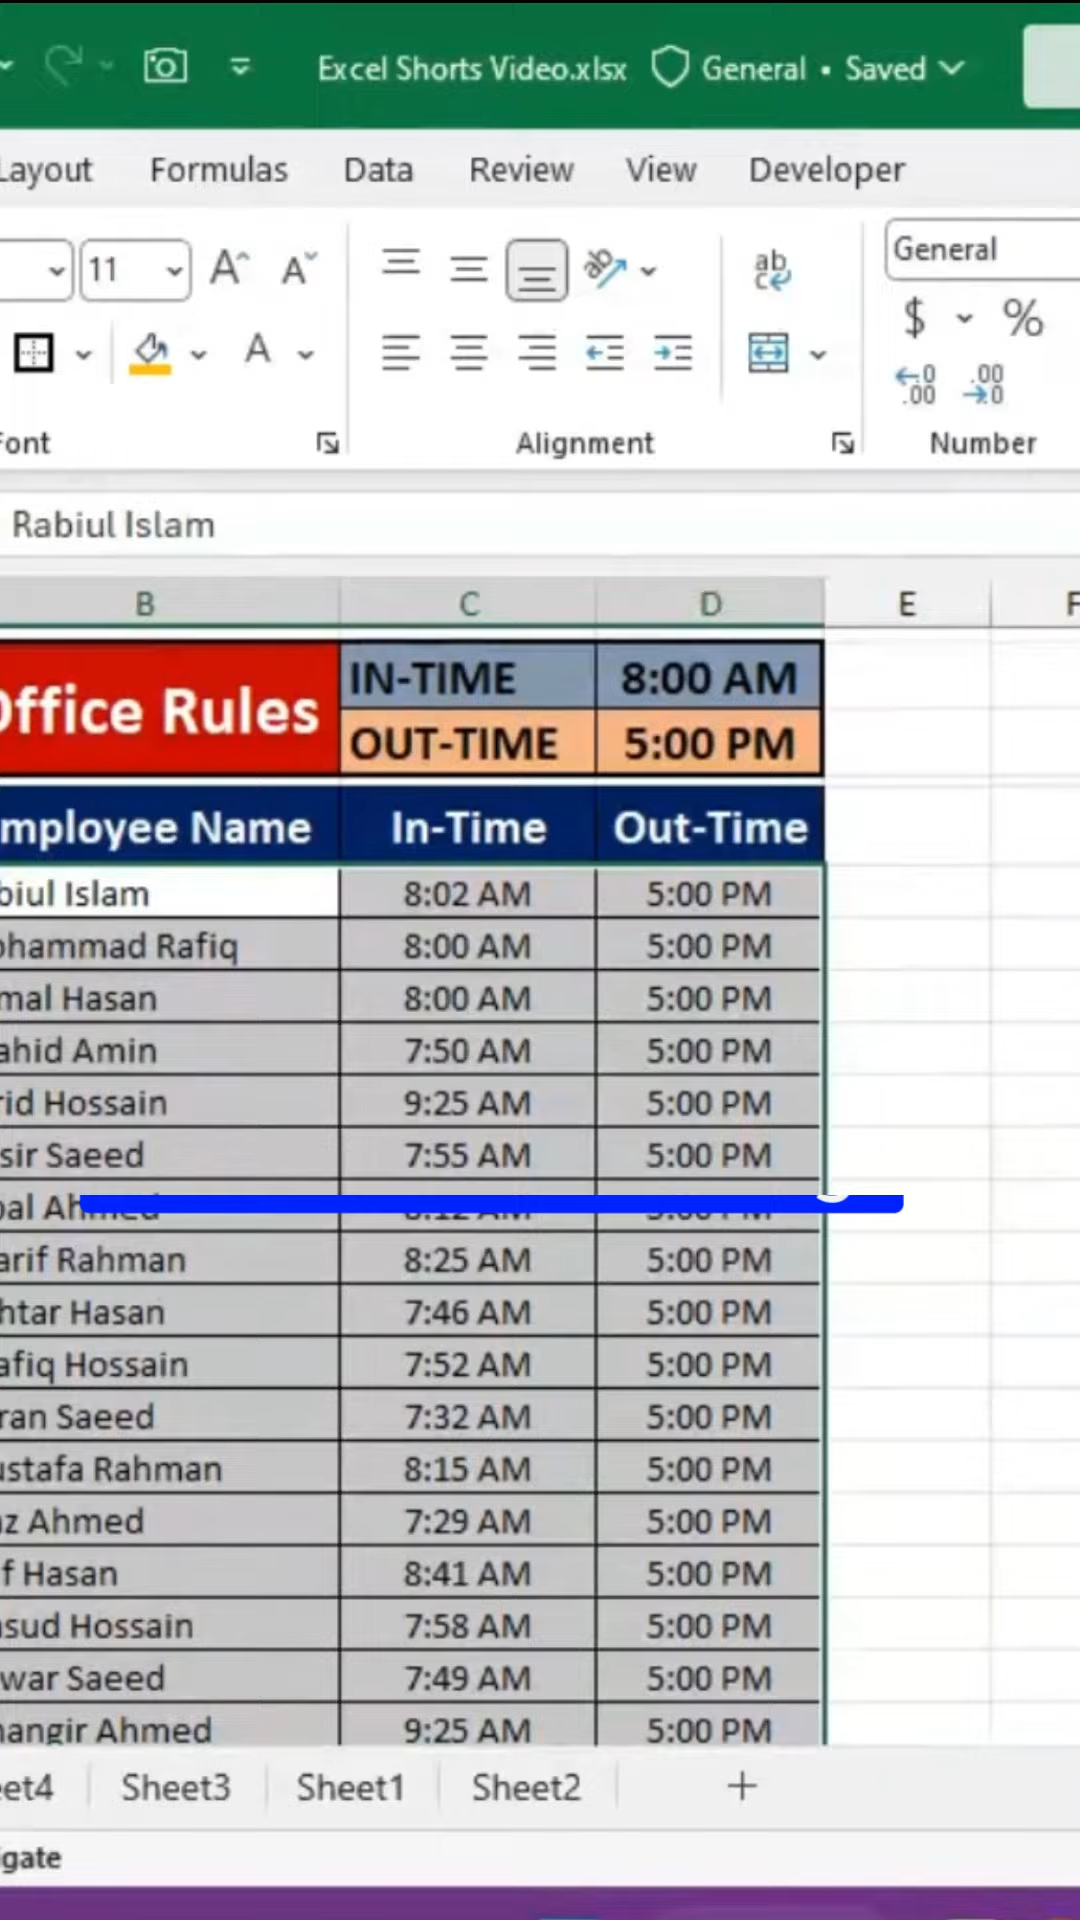 Excel Shorts Video.xlsx General • Saved
Layout Formulas Data Review View Developer
11 General
$ %
Font Alignment Number
Rabiul Islam
B C D E F
Office Rules IN-TIME 8:00 AM
OUT-TIME 5:00 PM
mployee Name In-Time Out-Time
biul Islam 8:02 AM 5:00 PM
ohammad Rafiq 8:00 AM 5:00 PM
mal Hasan 8:00 AM 5:00 PM
ahid Amin 7:50 AM 5:00 PM
rid Hossain 9:25 AM 5:00 PM
sir Saeed 7:55 AM 5:00 PM
arif Rahman 8:25 AM 5:00 PM
htar Hasan 7:46 AM 5:00 PM
afiq Hossain 7:52 AM 5:00 PM
ran Saeed 7:32 AM 5:00 PM
ustafa Rahman 8:15 AM 5:00 PM
az Ahmed 7:29 AM 5:00 PM
f Hasan 8:41 AM 5:00 PM
asud Hossain 7:58 AM 5:00 PM
war Saeed 7:49 AM 5:00 PM
hangir Ahmed 9:25 AM 5:00 PM
eet4 Sheet3 Sheet1 Sheet2 +
igate